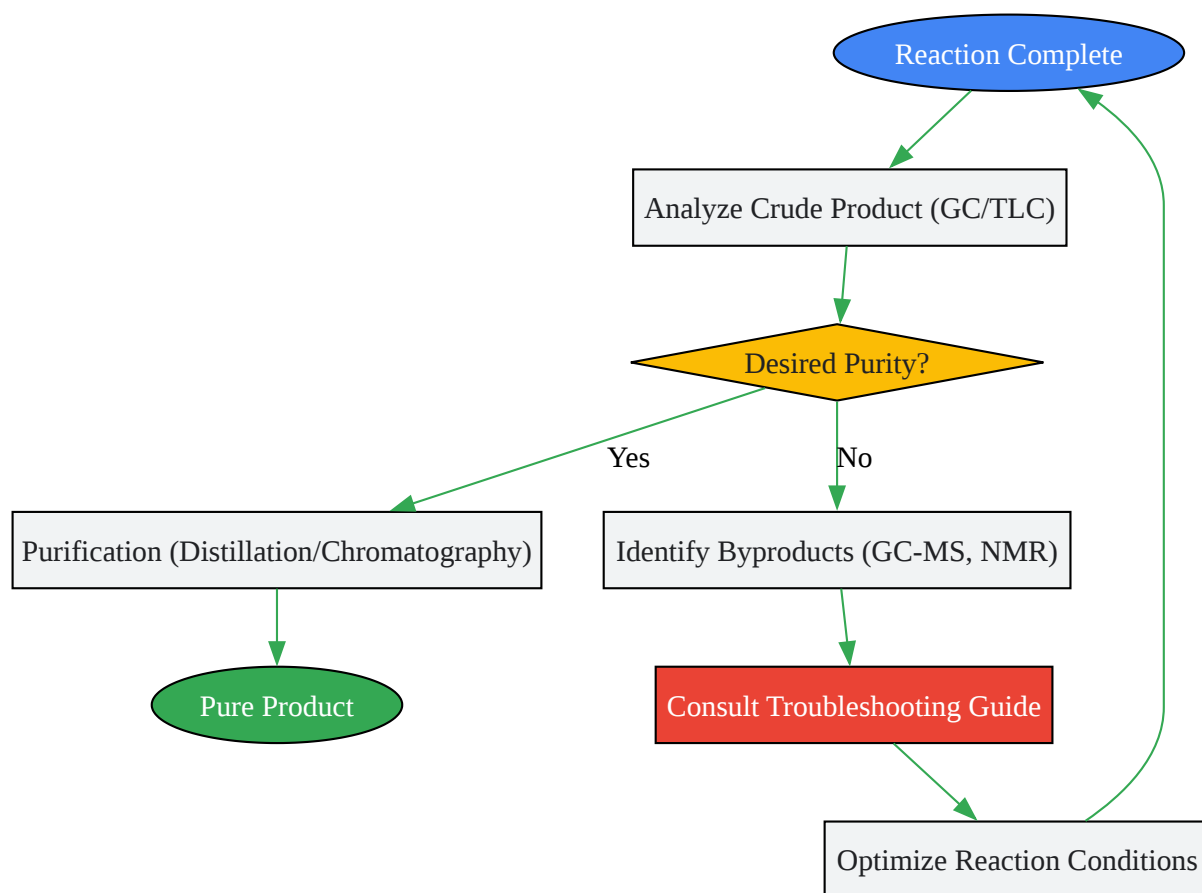 Reaction Complete
Analyze Crude Product (GC/TLC)
Desired Purity?
Yes
No
Purification (Distillation/Chromatography)
Identify Byproducts (GC-MS, NMR)
Pure Product
Consult Troubleshooting Guide
Optimize Reaction Conditions